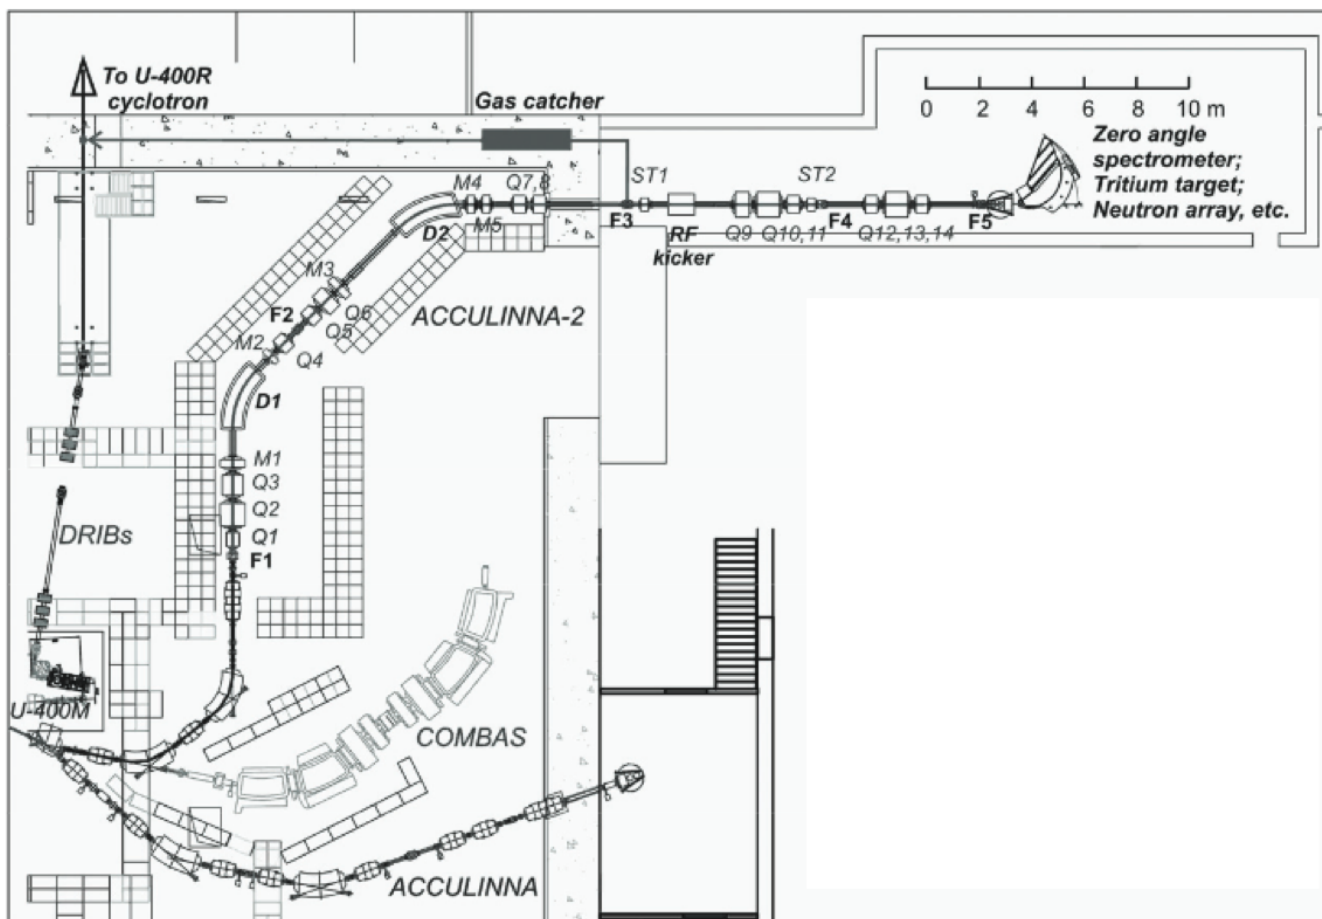 To U-400R
cyclotron
Gas catcher
0 2 4 6 8 10 m
Zero angle
spectrometer;
Tritium target;
Neutron array, etc.
M4
Q7,8
ST1
ST2
D2
M5
F3
RF
kicker
Q9
Q10,11
F4
Q12,13,14
F5
M3
F2
Q6
Q5
M2
Q4
ACCULINNA-2
D1
M1
Q3
Q2
Q1
F1
DRIBs
U-400M
COMBAS
ACCULINNA